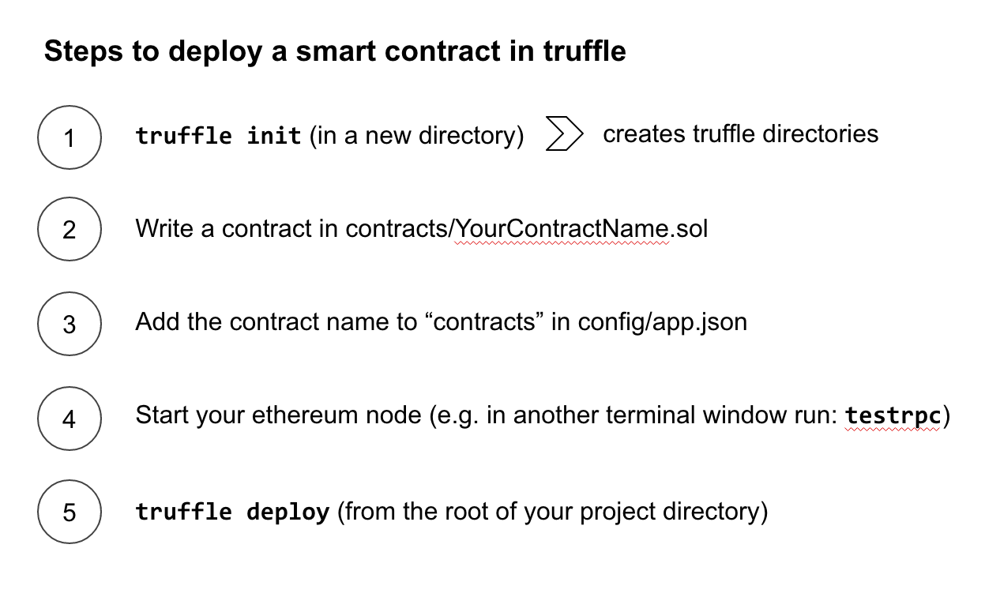 Steps to deploy a smart contract in truffle
1 truffle init (in a new directory) creates truffle directories
2 Write a contract in contracts/YourContractName.sol
3 Add the contract name to “contracts” in config/app.json
4 Start your ethereum node (e.g. in another terminal window run: testrpc)
5 truffle deploy (from the root of your project directory)